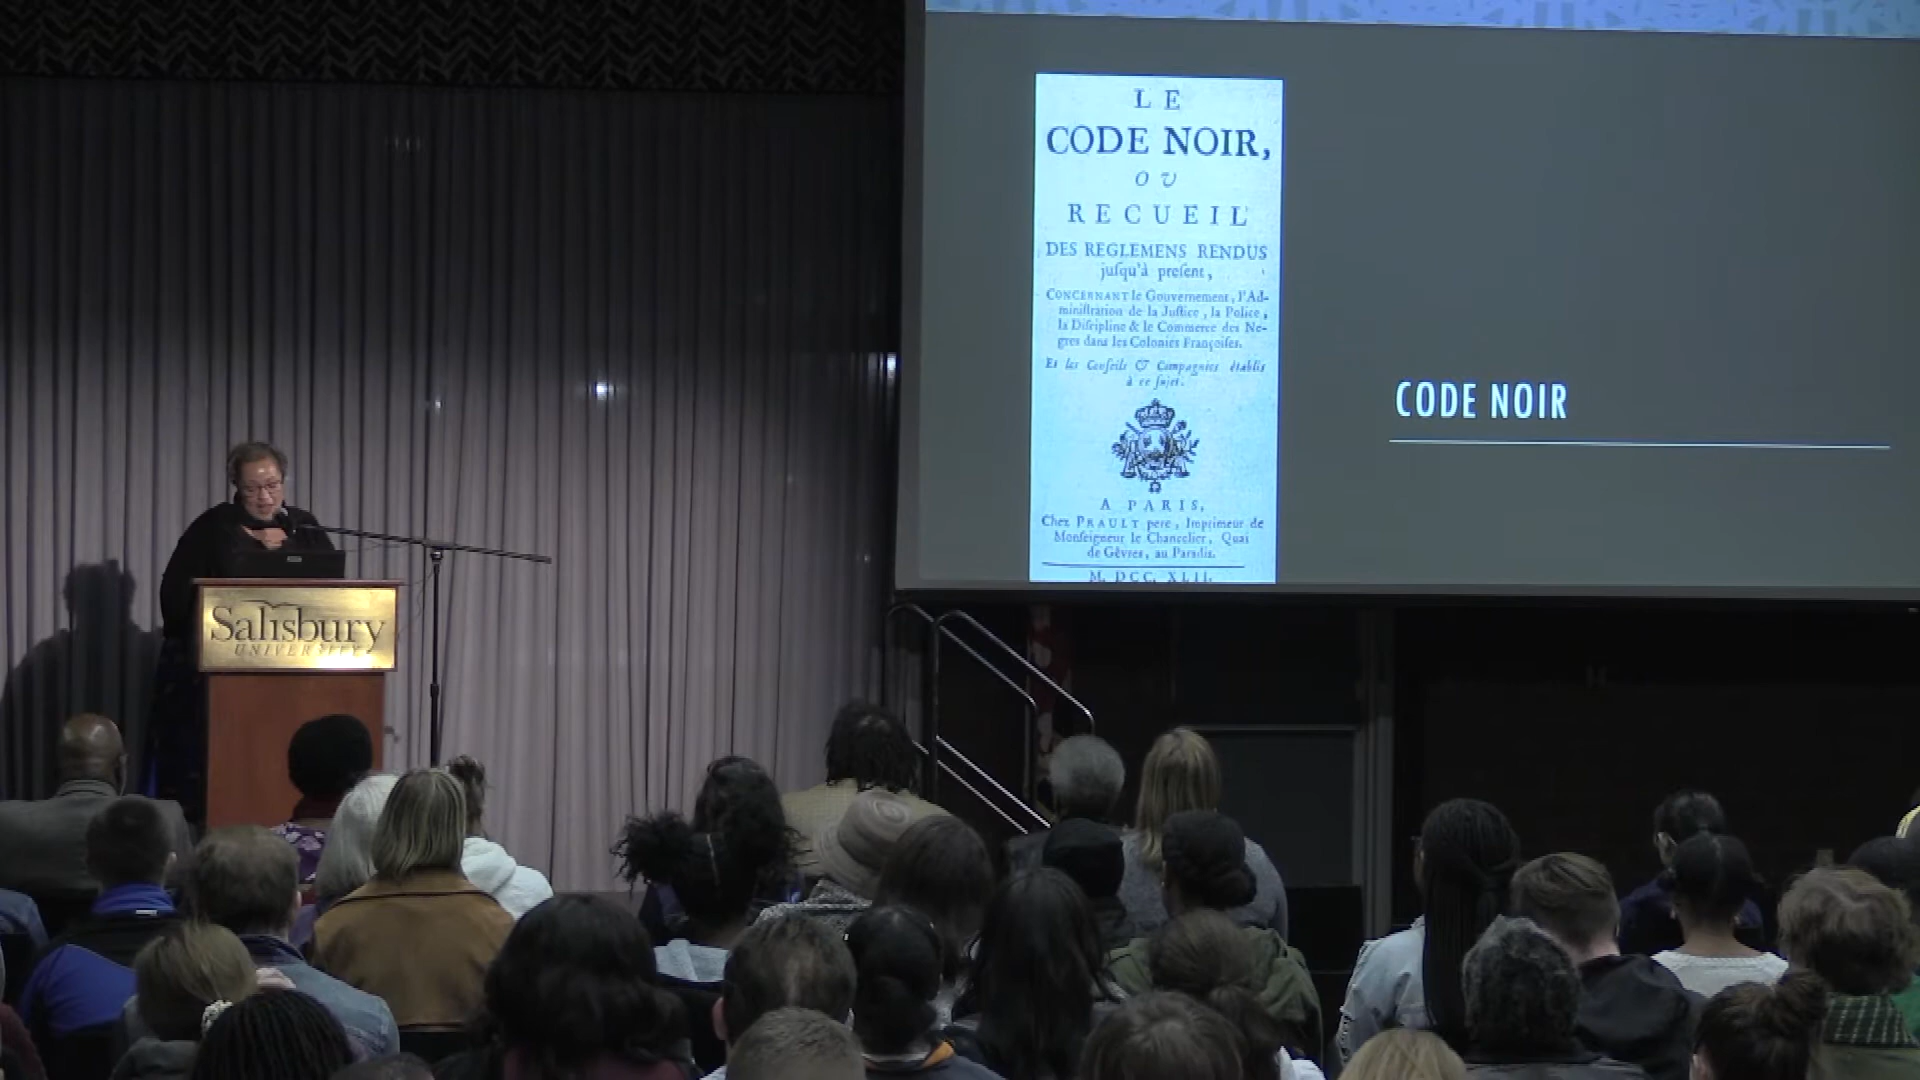 LE
CODE NOIR,
OU
RECUEIL
DES REGLEMENS RENDUS
juſqu'à preſent,
CONCERNANT le Gouvernement, l'Ad-
miniſtration de la Juſtice, la Police,
la Diſcipline & le Commerce des Ne-
gres dans les Colonies Françoiſes.
Et les Conſeils & Compagnies établis
à ce ſujet.
A PARIS,
Chez PRAULT pere, Imprimeur de
Monſeigneur le Chancelier, Quai
de Gêvres, au Paradis.
M. DCC. XLII.
CODE NOIR
Salisbury
UNIVERSITY